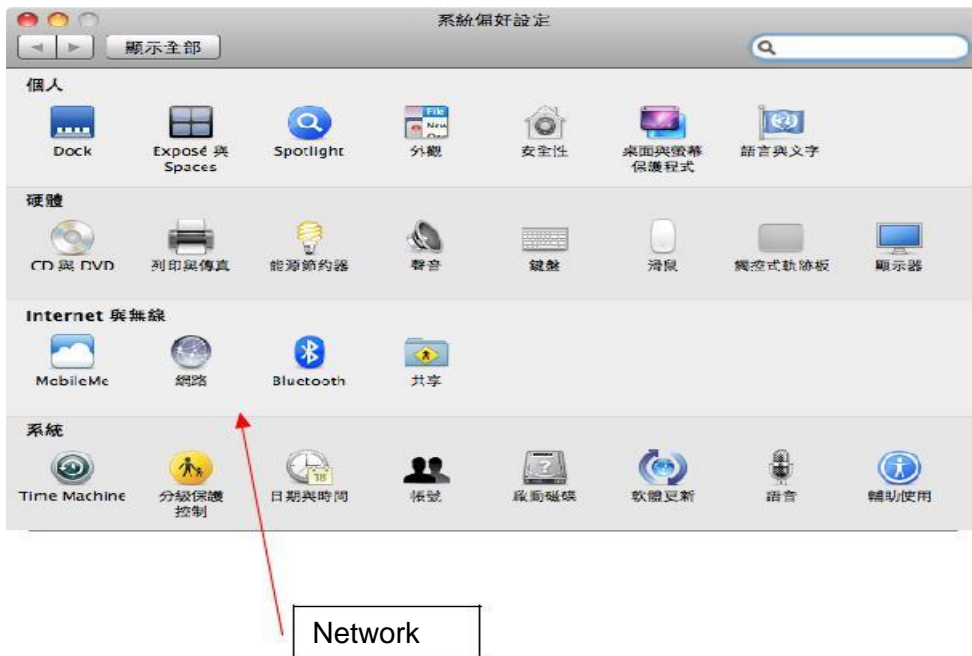 系統偏好設定
顯示全部
個人
Dock
Exposé 與
Spaces
Spotlight
File
New
外觀
安全性
桌面與螢幕
保護程式
語言與文字
硬體
CD 與 DVD
列印與傳真
能源節約器
聲音
鍵盤
滑鼠
觸控式軌跡板
顯示器
Internet 與無線
MobileMe
網路
Bluetooth
共享
系統
Time Machine
分級保護
控制
18
日期與時間
帳號
?
啟動磁碟
軟體更新
語音
輔助使用
Network